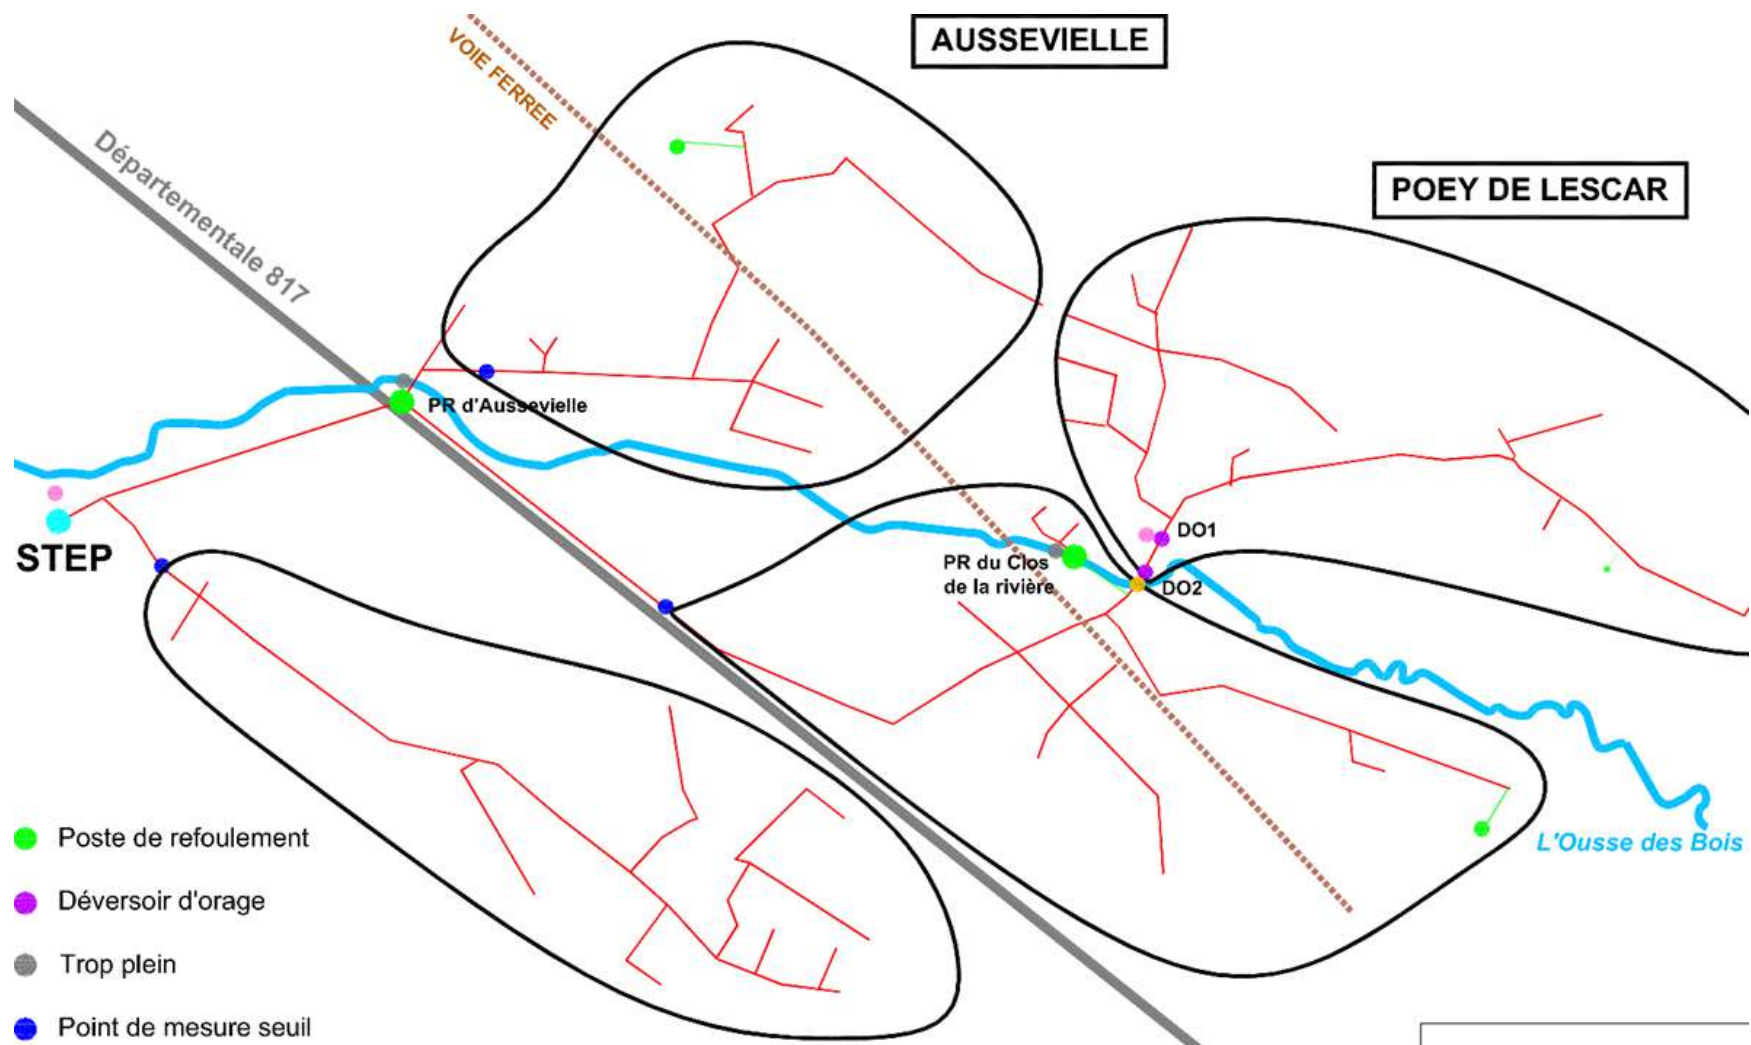 AUSSEVIELLE
VOIE FERREE
Départementale 817
POEY DE LESCAR
PR d'Aussevielle
DO1
STEP
PR du Clos
de la rivière
DO2
L'Ousse des Bois
Poste de refoulement
Déversoir d'orage
Trop plein
Point de mesure seuil